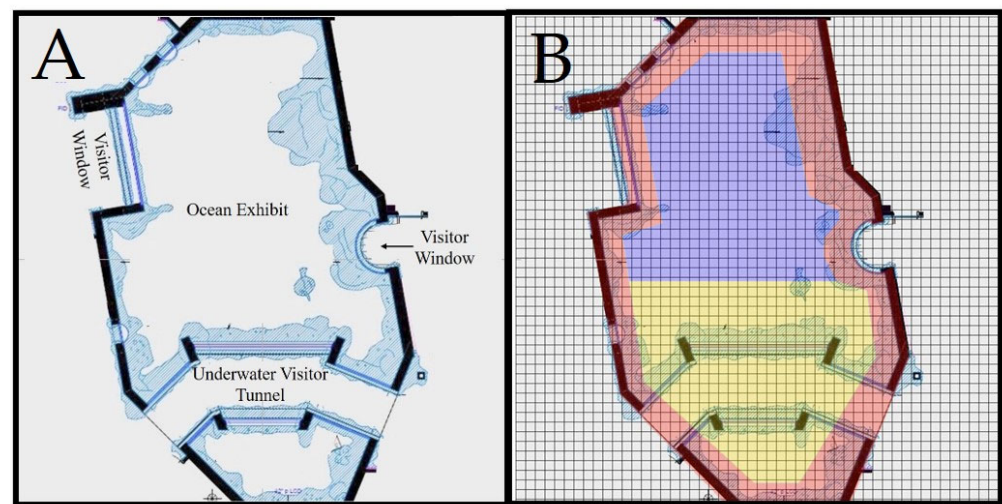 A
B
Visitor
Window
Ocean Exhibit
Visitor
Window
Underwater Visitor
Tunnel